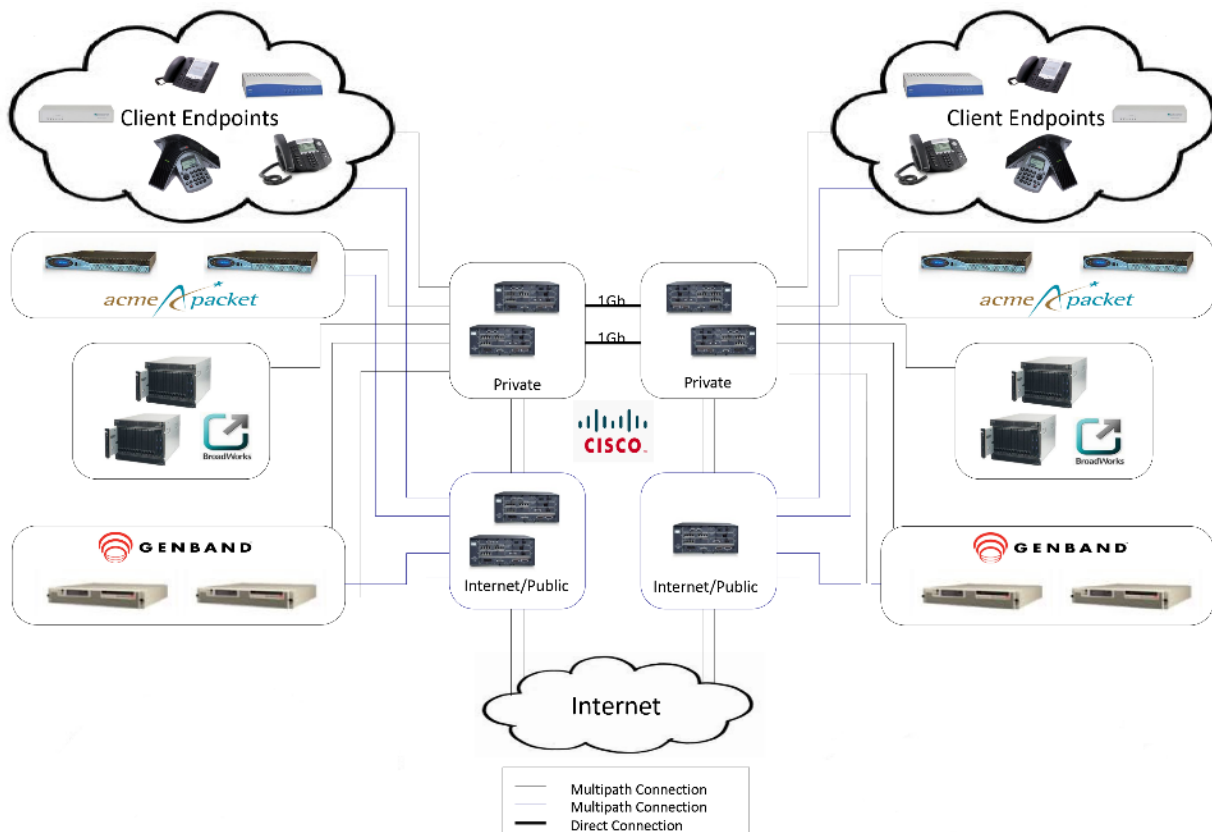 Client Endpoints
Client Endpoints
acme packet
acme packet
1Gb
1Gb
Private
Private
CISCO
BroadWorks
BroadWorks
GENBAND
GENBAND
Internet/Public
Internet/Public
Internet
Multipath Connection
Multipath Connection
Direct Connection